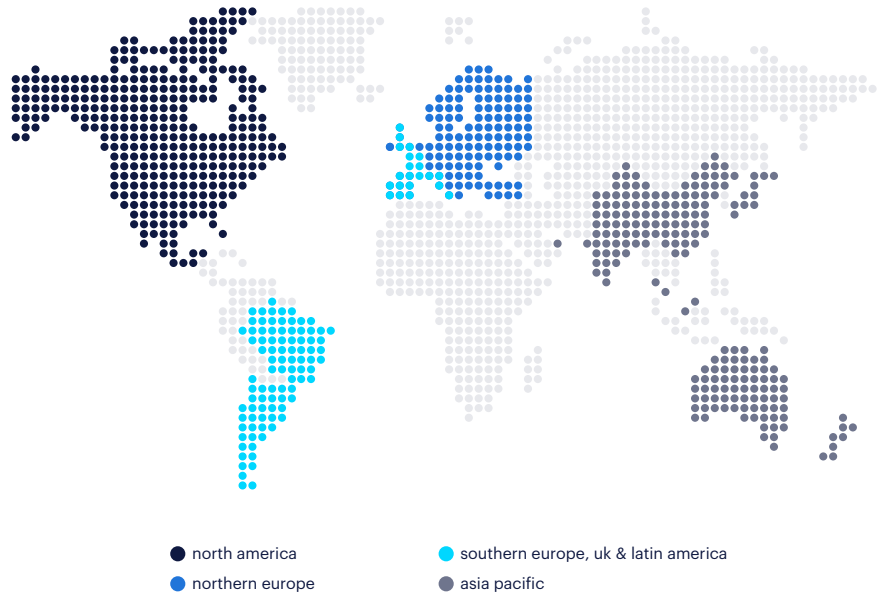 north america
southern europe, uk & latin america
northern europe
asia pacific